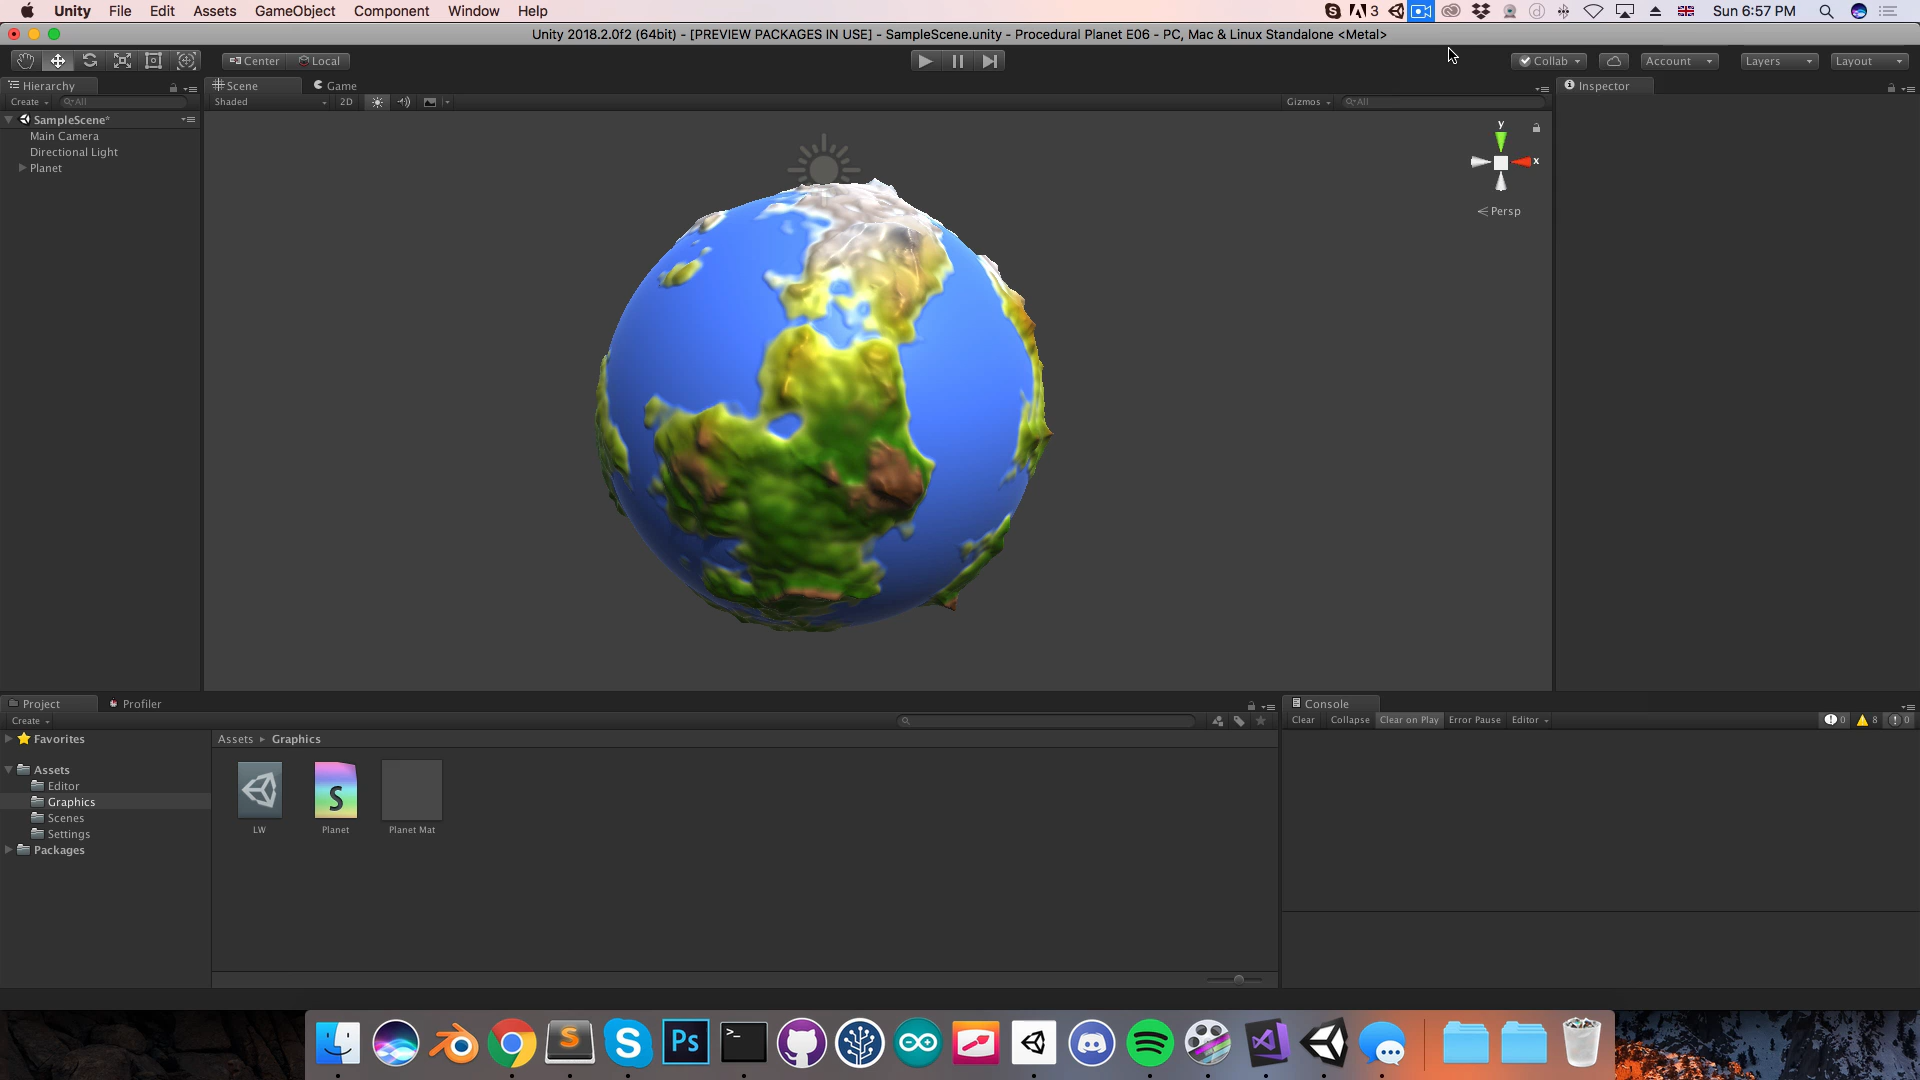 Unity File Edit Assets GameObject Component Window Help
3
Sun 6:57 PM
Unity 2018.2.0f2 (64bit) - [PREVIEW PACKAGES IN USE] - SampleScene.unity - Procedural Planet E06 - PC, Mac & Linux Standalone <Metal>
Center Local
Collab Account Layers Layout
Hierarchy
Create All
SampleScene*
Main Camera
Directional Light
Planet
Scene Game
Shaded 2D
Gizmos All
y
x
Persp
Inspector
Project Profiler
Create
Favorites
Assets
Editor
Graphics
Scenes
Settings
Packages
Assets Graphics
S
LW Planet Planet Mat
Console
Clear Collapse Clear on Play Error Pause Editor
0 8 0
S S Ps >_